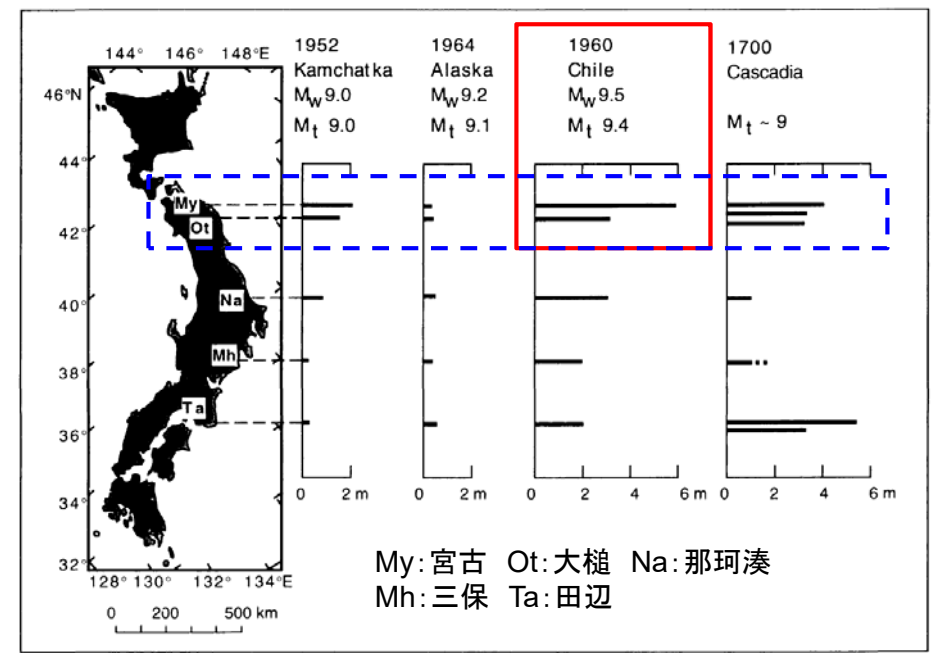 144° 146° 148°E
46°N
44°
42°
40°
38°
36°
34°
32°
128° 130° 132° 134°E
0 200 500 km
My
Ot
Na
Mh
Ta
1952
Kamchatka
Mw 9.0
Mt 9.0
0 2 m
1964
Alaska
Mw 9.2
Mt 9.1
0 2 m
1960
Chile
Mw 9.5
Mt 9.4
0 2 4 6 m
1700
Cascadia
Mt ~ 9
0 2 4 6 m
My:宮古 Ot:大槌 Na:那珂湊
Mh:三保 Ta:田辺